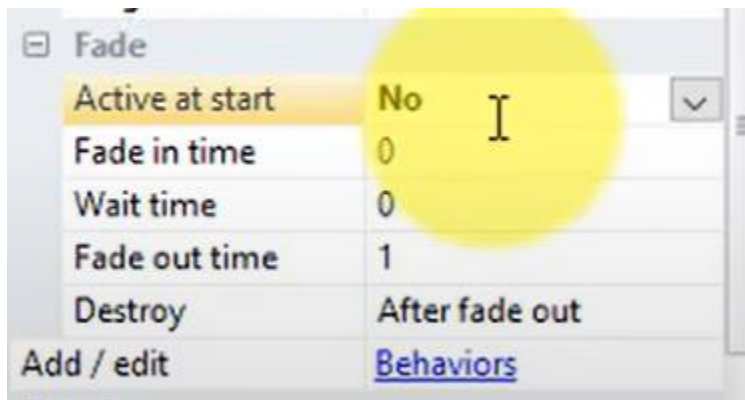 Fade
Active at start No
Fade in time 0
Wait time 0
Fade out time 1
Destroy After fade out
Add / edit Behaviors